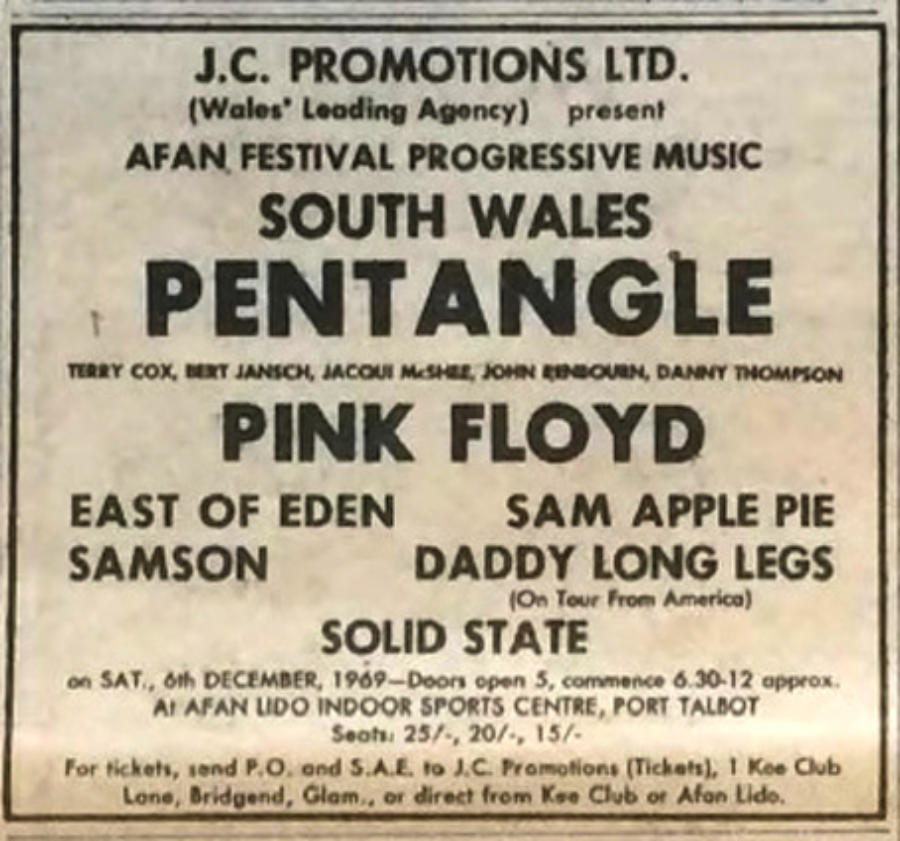 J.C. PROMOTIONS LTD.
(Wales' Leading Agency) present
AFAN FESTIVAL PROGRESSIVE MUSIC
SOUTH WALES
PENTANGLE
TERRY COX, BERT JANSCH, JACQUI McSHEE, JOHN RENBOURN, DANNY THOMPSON
PINK FLOYD
EAST OF EDEN SAM APPLE PIE
SAMSON DADDY LONG LEGS
(On Tour From America)
SOLID STATE
on SAT., 6th DECEMBER, 1969—Doors open 5, commence 6.30-12 approx.
At AFAN LIDO INDOOR SPORTS CENTRE, PORT TALBOT
Seats: 25/-, 20/-, 15/-
For tickets, send P.O. and S.A.E. to J.C. Promotions (Tickets), 1 Kee Club
Lane, Bridgend, Glam., or direct from Kee Club or Afan Lido.